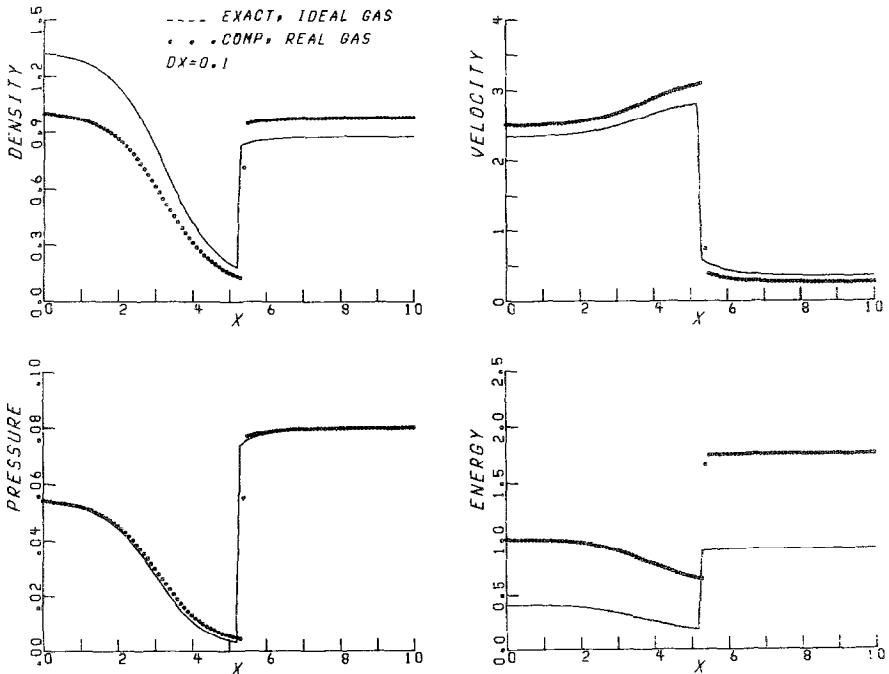 ---- EXACT, IDEAL GAS
. . . COMP, REAL GAS
DX=0.1
DENSITY
1.5
1.2
0.9
0.6
0.3
0.0
0 2 4 6 8 10
X
VELOCITY
4
3
2
1
0
0 2 4 6 8 10
X
PRESSURE
.10
.08
.06
.04
.02
.00
0 2 4 6 8 10
X
ENERGY
2.5
2.0
1.5
1.0
0.5
0.0
0 2 4 6 8 10
X